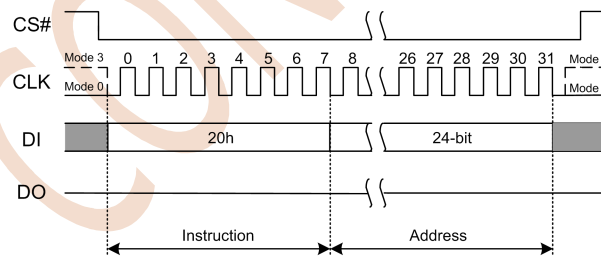 CS#
Mode 3 0 1 2 3 4 5 6 7 8 26 27 28 29 30 31 Mode
CLK
Mode 0 Mode
DI 20h 24-bit
DO
Instruction Address